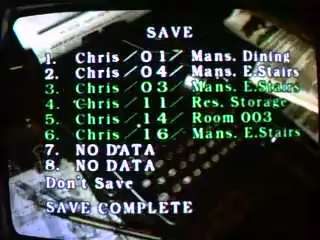 SAVE
1. Chris/01/ Mans. Dining
2. Chris/04/ Mans. E.Stairs
3. Chris/03/ Mans. E.Stairs
4. Chris/11/ Res. Storage
5. Chris/14/ Room 003
6. Chris/16/ Mans. E.Stairs
7. NO DATA
8. NO DATA
Don't Save
SAVE COMPLETE